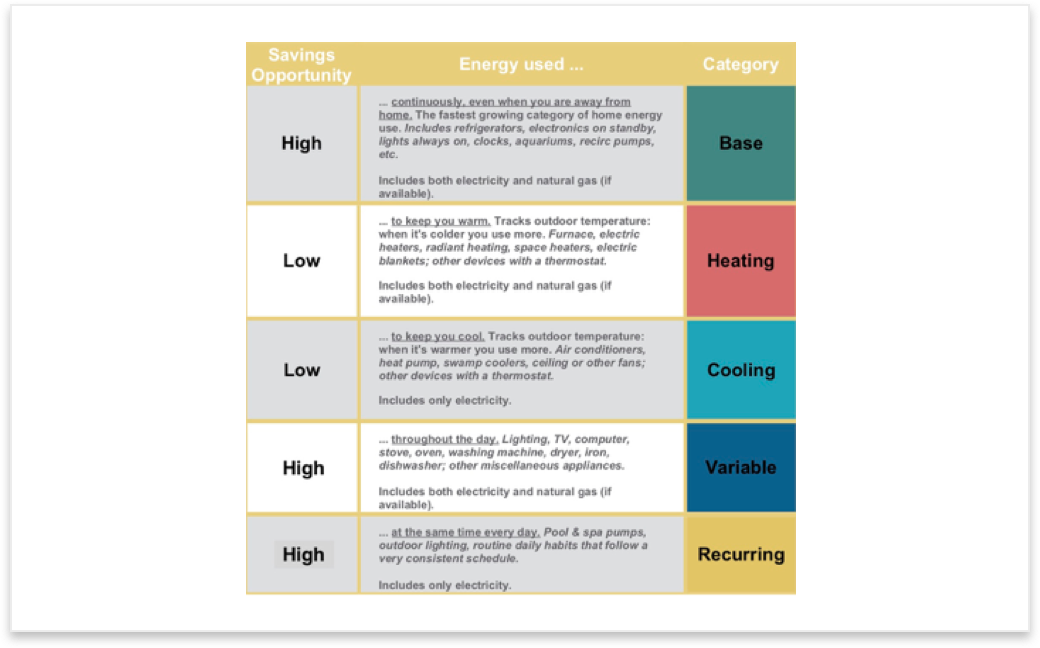 Savings
Opportunity
Energy used ...
Category
High
... continuously, even when you are away from
home. The fastest growing category of home energy
use. Includes refrigerators, electronics on standby,
lights always on, clocks, aquariums, recirc pumps,
etc.
Includes both electricity and natural gas (if
available).
Base
Low
... to keep you warm. Tracks outdoor temperature:
when it's colder you use more. Furnace, electric
heaters, radiant heating, space heaters, electric
blankets; other devices with a thermostat.
Includes both electricity and natural gas (if
available).
Heating
Low
... to keep you cool. Tracks outdoor temperature:
when it's warmer you use more. Air conditioners,
heat pump, swamp coolers, ceiling or other fans;
other devices with a thermostat.
Includes only electricity.
Cooling
High
... throughout the day. Lighting, TV, computer,
stove, oven, washing machine, dryer, iron,
dishwasher; other miscellaneous appliances.
Includes both electricity and natural gas (if
available).
Variable
High
... at the same time every day. Pool & spa pumps,
outdoor lighting, routine daily habits that follow a
very consistent schedule.
Includes only electricity.
Recurring